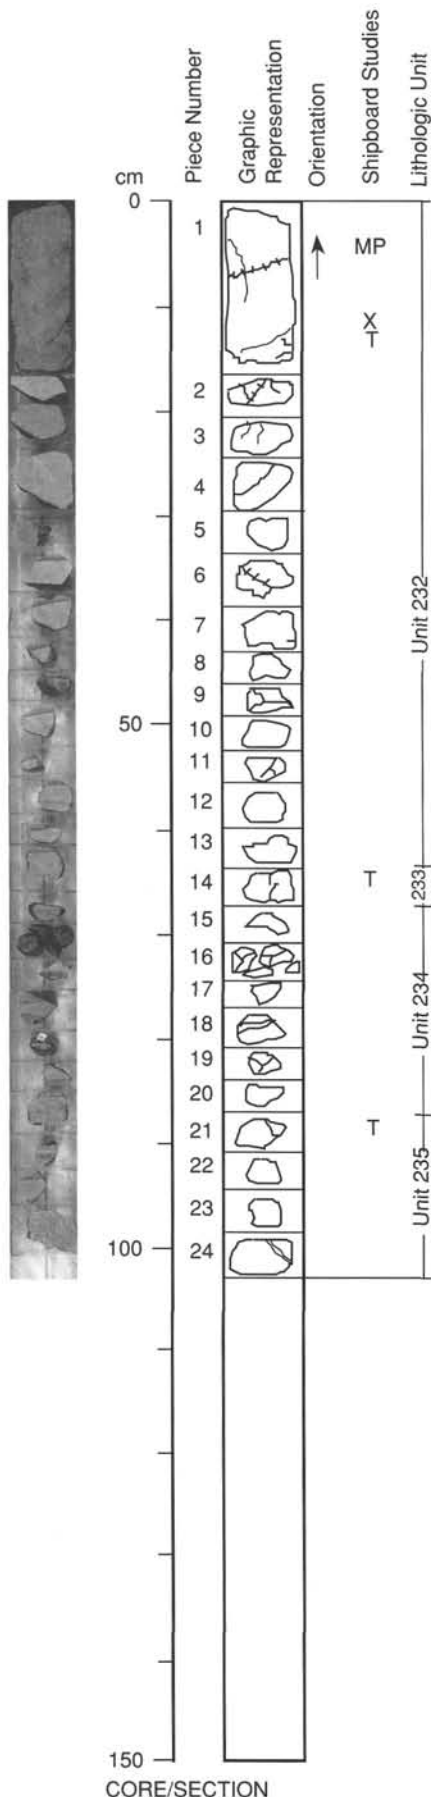 cm
Piece Number
Graphic
Representation
Orientation
Shipboard Studies
Lithologic Unit
0
1
MP
X
T
2
3
4
5
6
7
Unit 232
8
9
50
10
11
12
13
14
T
233
15
16
17
Unit 234
18
19
20
21
T
22
Unit 235
23
100
24
150
CORE/SECTION